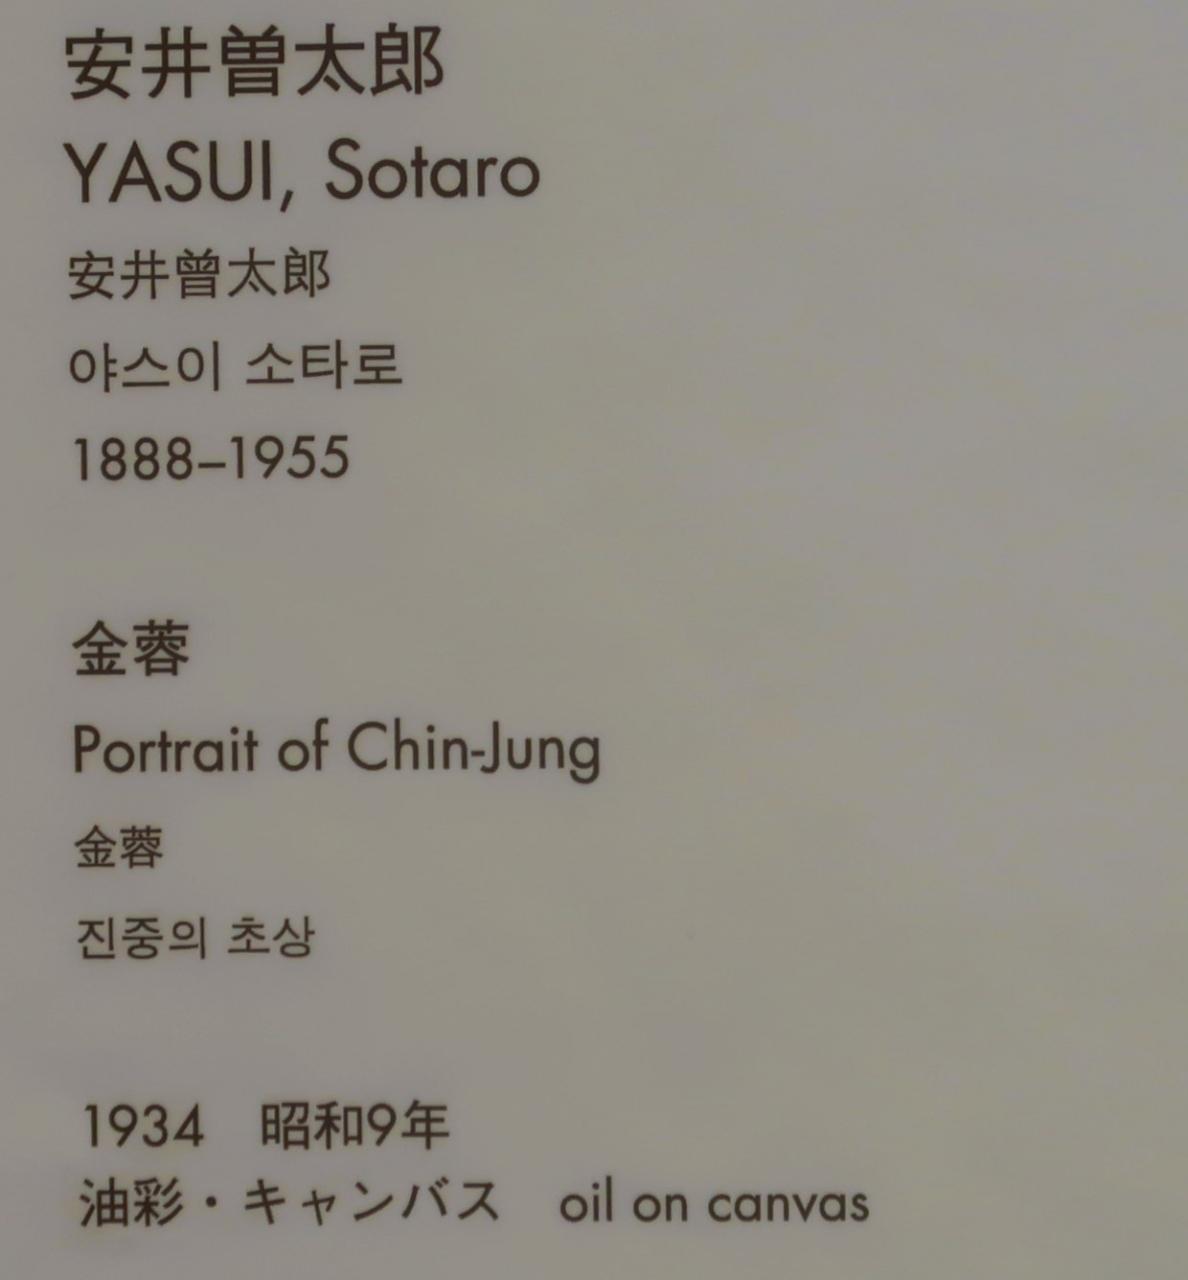 安井曽太郎
YASUI, Sotaro
安井曾太郎
야스이 소타로
1888–1955
金蓉
Portrait of Chin-Jung
金蓉
진중의 초상
1934　昭和9年
油彩・キャンバス　oil on canvas